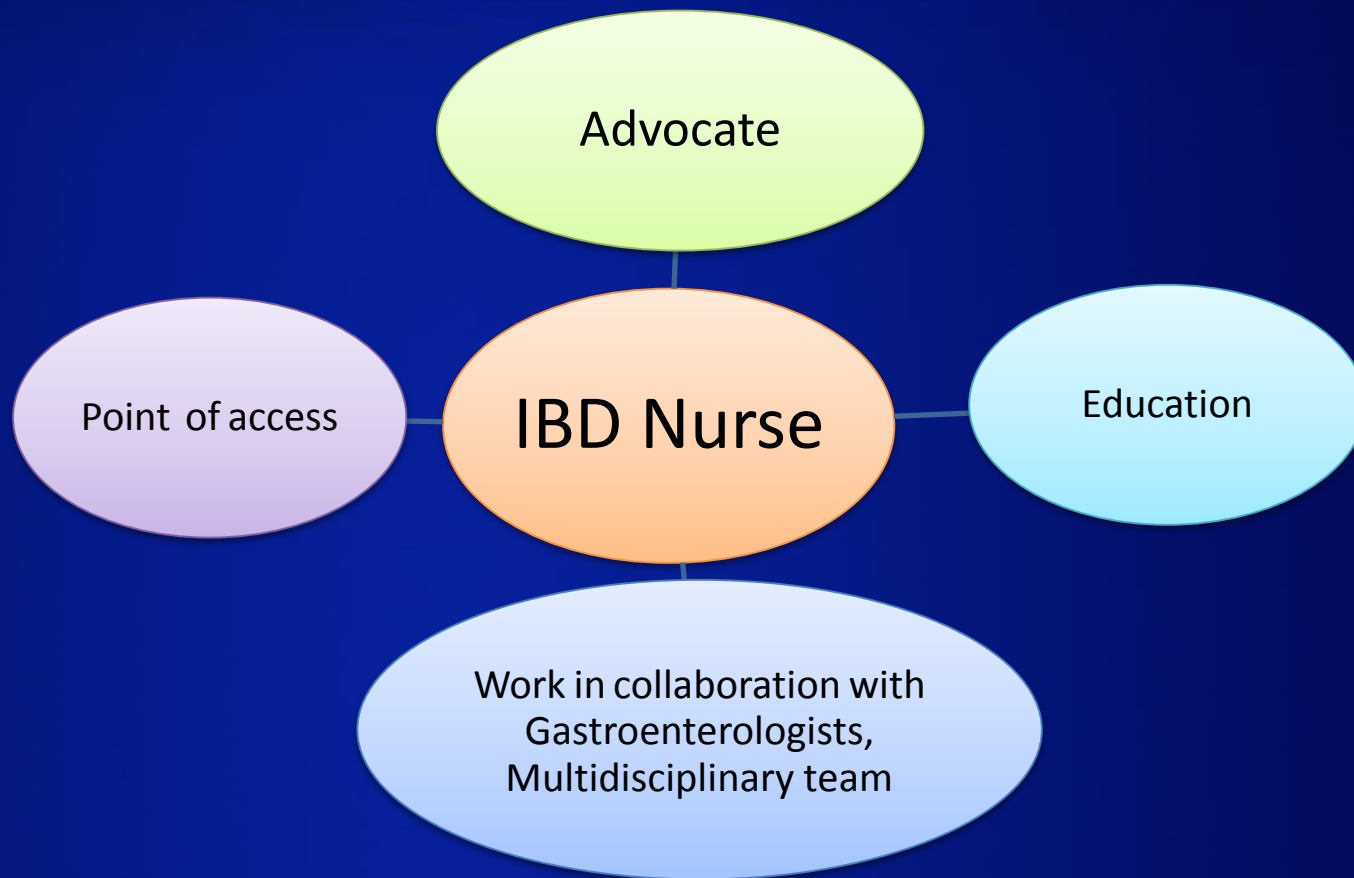 Advocate
Point of access
IBD Nurse
Education
Work in collaboration with
Gastroenterologists,
Multidisciplinary team